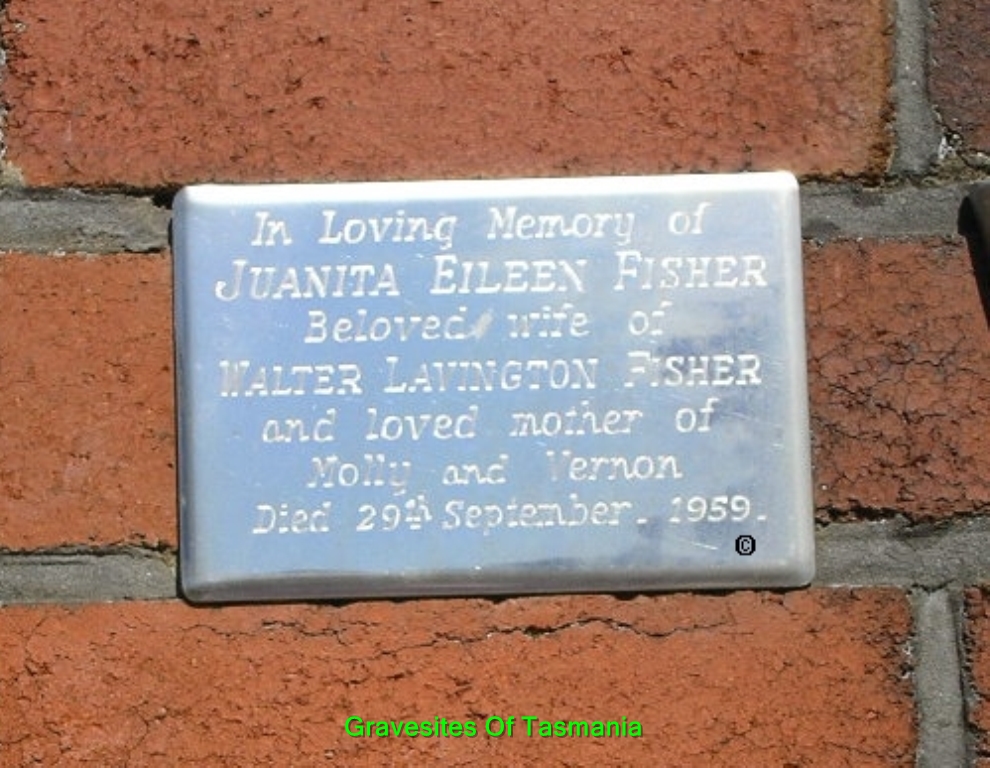 In Loving Memory of
JUANITA EILEEN FISHER
Beloved wife of
WALTER LAVINGTON FISHER
and loved mother of
Molly and Vernon
Died 29th September. 1959.
©
Gravesites Of Tasmania